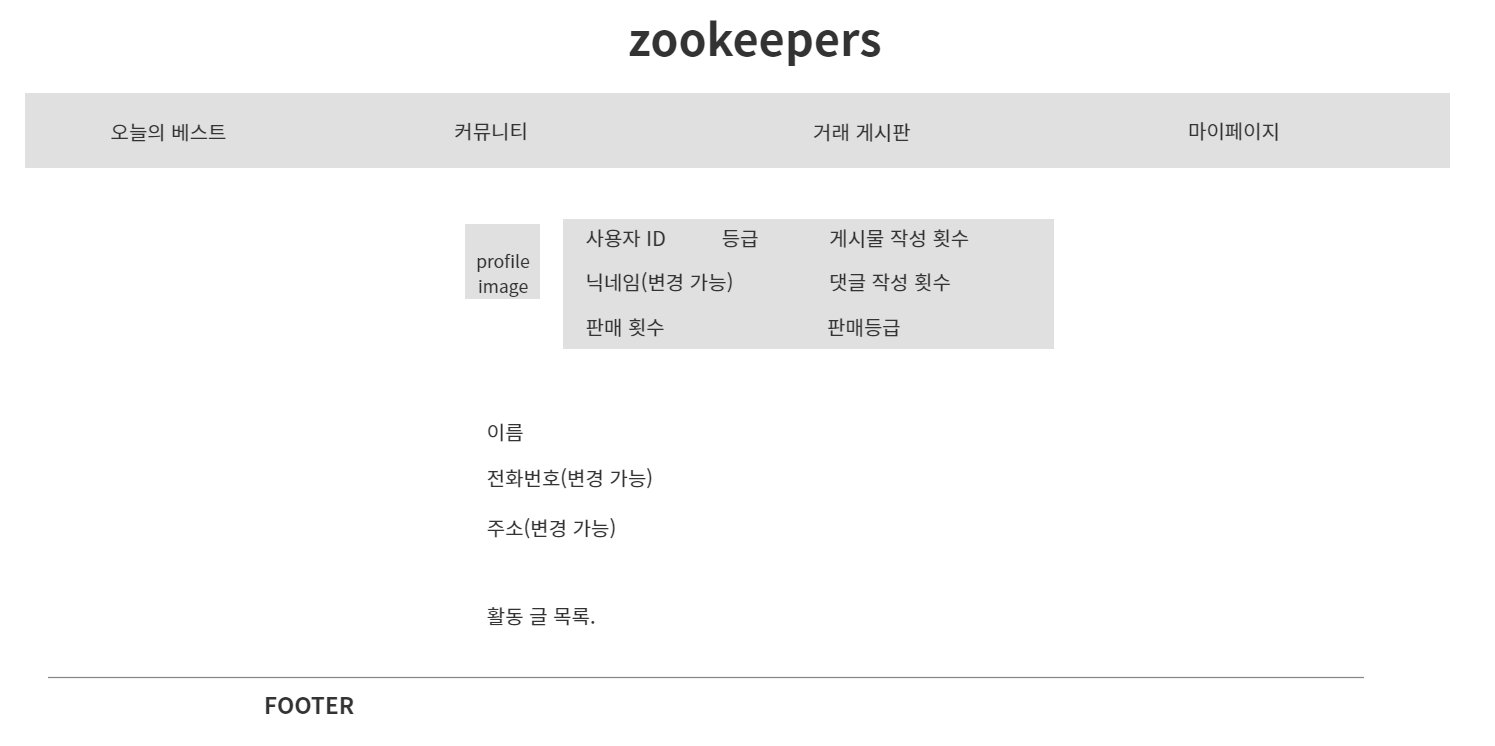 zookeepers
오늘의 베스트 커뮤니티 거래 게시판 마이페이지
profile
image
사용자 ID 등급 게시물 작성 횟수
닉네임(변경 가능) 댓글 작성 횟수
판매 횟수 판매등급
이름
전화번호(변경 가능)
주소(변경 가능)
활동 글 목록.
FOOTER